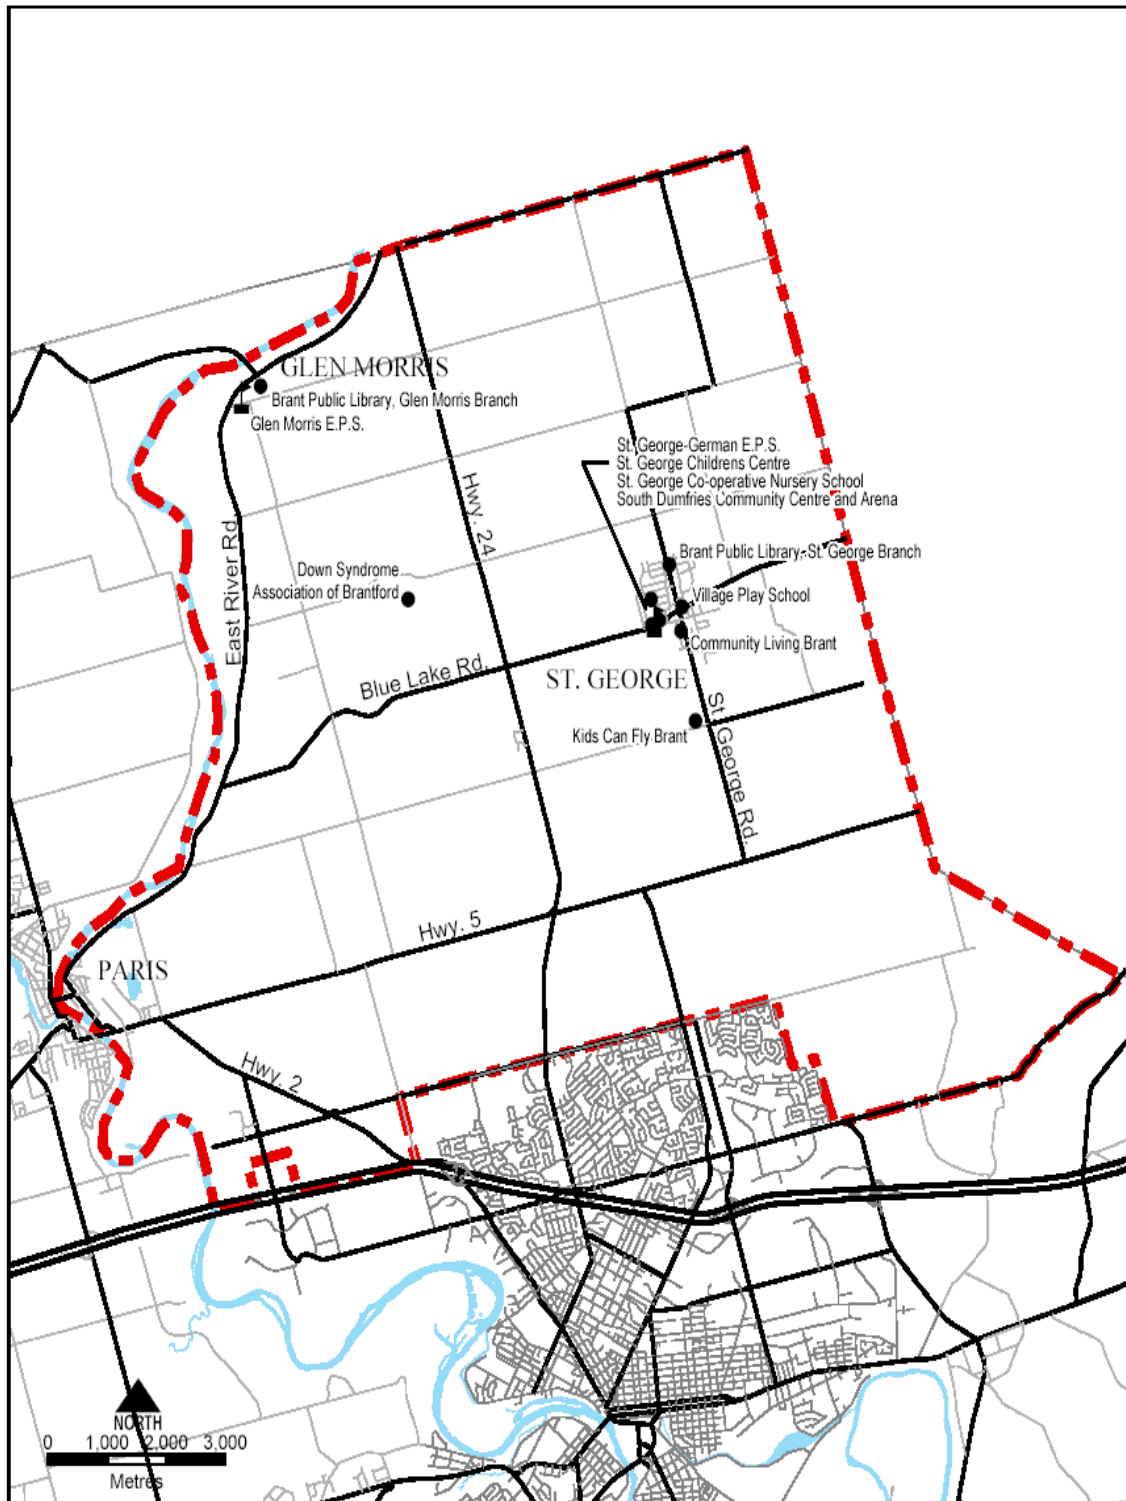 GLEN MORRIS
Brant Public Library, Glen Morris Branch
Glen Morris E.P.S.
St. George-German E.P.S.
St. George Childrens Centre
St. George Co-operative Nursery School
South Dumfries Community Centre and Arena
Hwy. 24
East River Rd.
Brant Public Library, St. George Branch
Down Syndrome
Association of Brantford
Village Play School
Community Living Brant
Blue Lake Rd.
ST. GEORGE
St. George Rd.
Kids Can Fly Brant
Hwy. 5
PARIS
Hwy. 2
NORTH
0 1,000 2,000 3,000
Metres